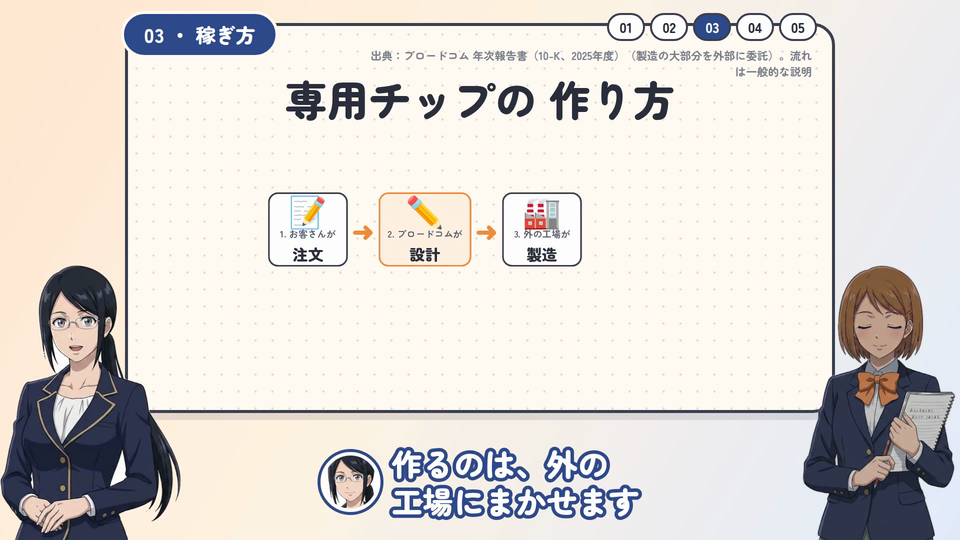 03 ・ 稼ぎ方
01 02 03 04 05
出典：ブロードコム 年次報告書（10-K、2025年度）（製造の大部分を外部に委託）。流れ
は一般的な説明
専用チップの 作り方
1. お客さんが
注文
2. ブロードコムが
設計
3. 外の工場が
製造
作るのは、外の
工場にまかせます